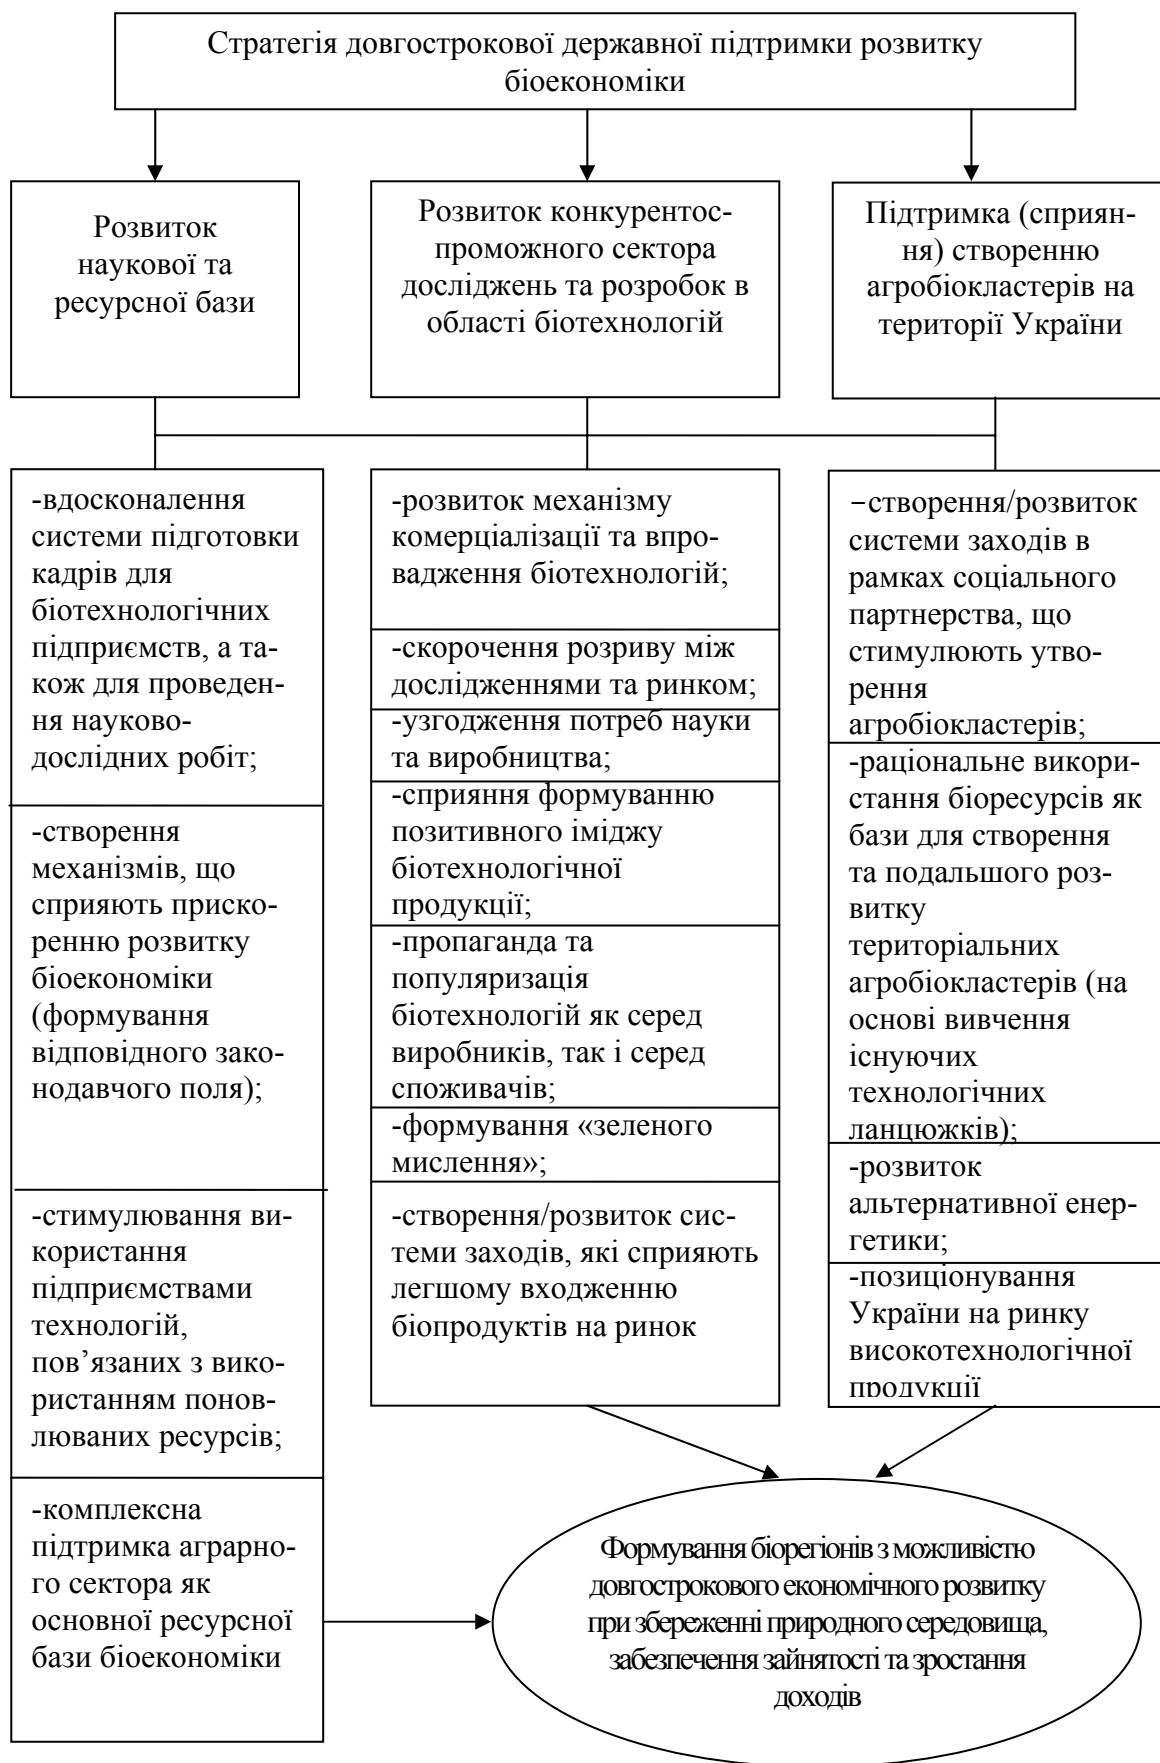 Стратегія довгострокової державної підтримки розвитку
біоекономіки
Розвиток
наукової та
ресурсної бази
Розвиток конкурентос-
проможного сектора
досліджень та розробок в
області біотехнологій
Підтримка (сприян-
ня) створенню
агробіокластерів на
території України
-вдосконалення
системи підготовки
кадрів для
біотехнологічних
підприємств, а та-
кож для проведен-
ня науково-
дослідних робіт;
-створення
механізмів, що
сприяють приско-
ренню розвитку
біоекономіки
(формування
відповідного зако-
нодавчого поля);
-стимулювання ви-
користання
підприємствами
технологій,
пов’язаних з вико-
ристанням понов-
люваних ресурсів;
-комплексна
підтримка аграрно-
го сектора як
основної ресурсної
бази біоекономіки
-розвиток механізму
комерціалізації та впро-
вадження біотехнологій;
-скорочення розриву між
дослідженнями та ринком;
-узгодження потреб науки
та виробництва;
-сприяння формуванню
позитивного іміджу
біотехнологічної
продукції;
-пропаганда та
популяризація
біотехнологій як серед
виробників, так і серед
споживачів;
-формування «зеленого
мислення»;
-створення/розвиток сис-
теми заходів, які сприяють
легшому входженню
біопродуктів на ринок
-створення/розвиток
системи заходів в
рамках соціального
партнерства, що
стимулюють утво-
рення
агробіокластерів;
-раціональне викори-
стання біоресурсів як
бази для створення
та подальшого роз-
витку
територіальних
агробіокластерів (на
основі вивчення
існуючих
технологічних
ланцюжків);
-розвиток
альтернативної енер-
гетики;
-позиціонування
України на ринку
високотехнологічної
продукції
Формування біорегіонів з можливістю
довгострокового економічного розвитку
при збереженні природного середовища,
забезпечення зайнятості та зростання
доходів